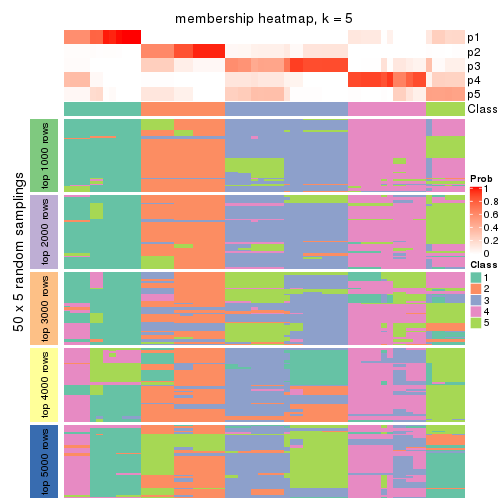 membership heatmap, k = 5
p1
p2
p3
p4
p5
Class
50 x 5 random samplings
top 1000 rows
top 2000 rows
top 3000 rows
top 4000 rows
top 5000 rows
Prob
1
0.8
0.6
0.4
0.2
0
Class
1
2
3
4
5